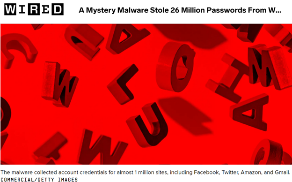 WIRED
A Mystery Malware Stole 26 Million Passwords From W...
The malware collected account credentials for almost 1 million sites, including Facebook, Twitter, Amazon, and Gmail.
COMMERCIAL/GETTY IMAGES